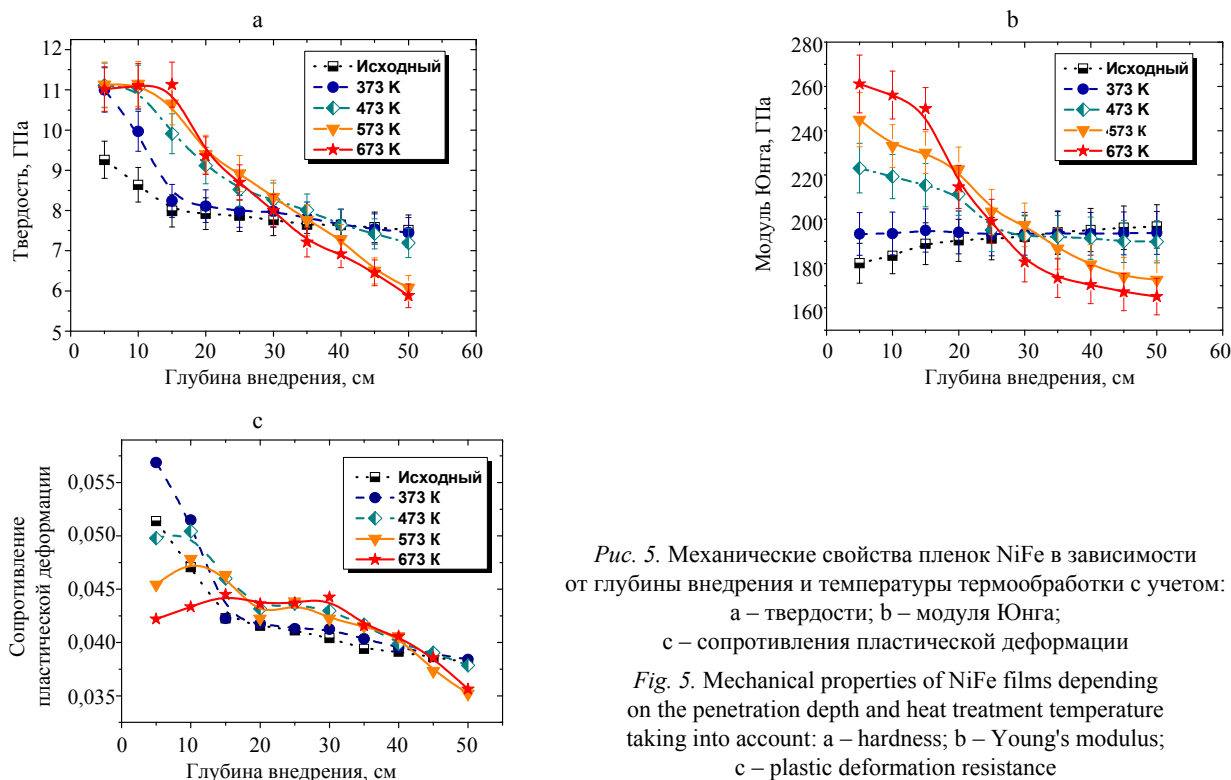 a
Твердость, ГПа
12
11
10
9
8
7
6
5
Исходный
373 K
473 K
573 K
673 K
0 10 20 30 40 50 60
Глубина внедрения, см
b
Модуль Юнга, ГПа
280
260
240
220
200
180
160
Исходный
373 K
473 K
573 K
673 K
0 10 20 30 40 50 60
Глубина внедрения, см
c
Сопротивление
пластической деформации
0,055
0,050
0,045
0,040
0,035
Исходный
373 K
473 K
573 K
673 K
0 10 20 30 40 50 60
Глубина внедрения, см
Рис. 5. Механические свойства пленок NiFe в зависимости
от глубины внедрения и температуры термообработки с учетом:
a – твердости; b – модуля Юнга;
c – сопротивления пластической деформации
Fig. 5. Mechanical properties of NiFe films depending
on the penetration depth and heat treatment temperature
taking into account: a – hardness; b – Young's modulus;
c – plastic deformation resistance